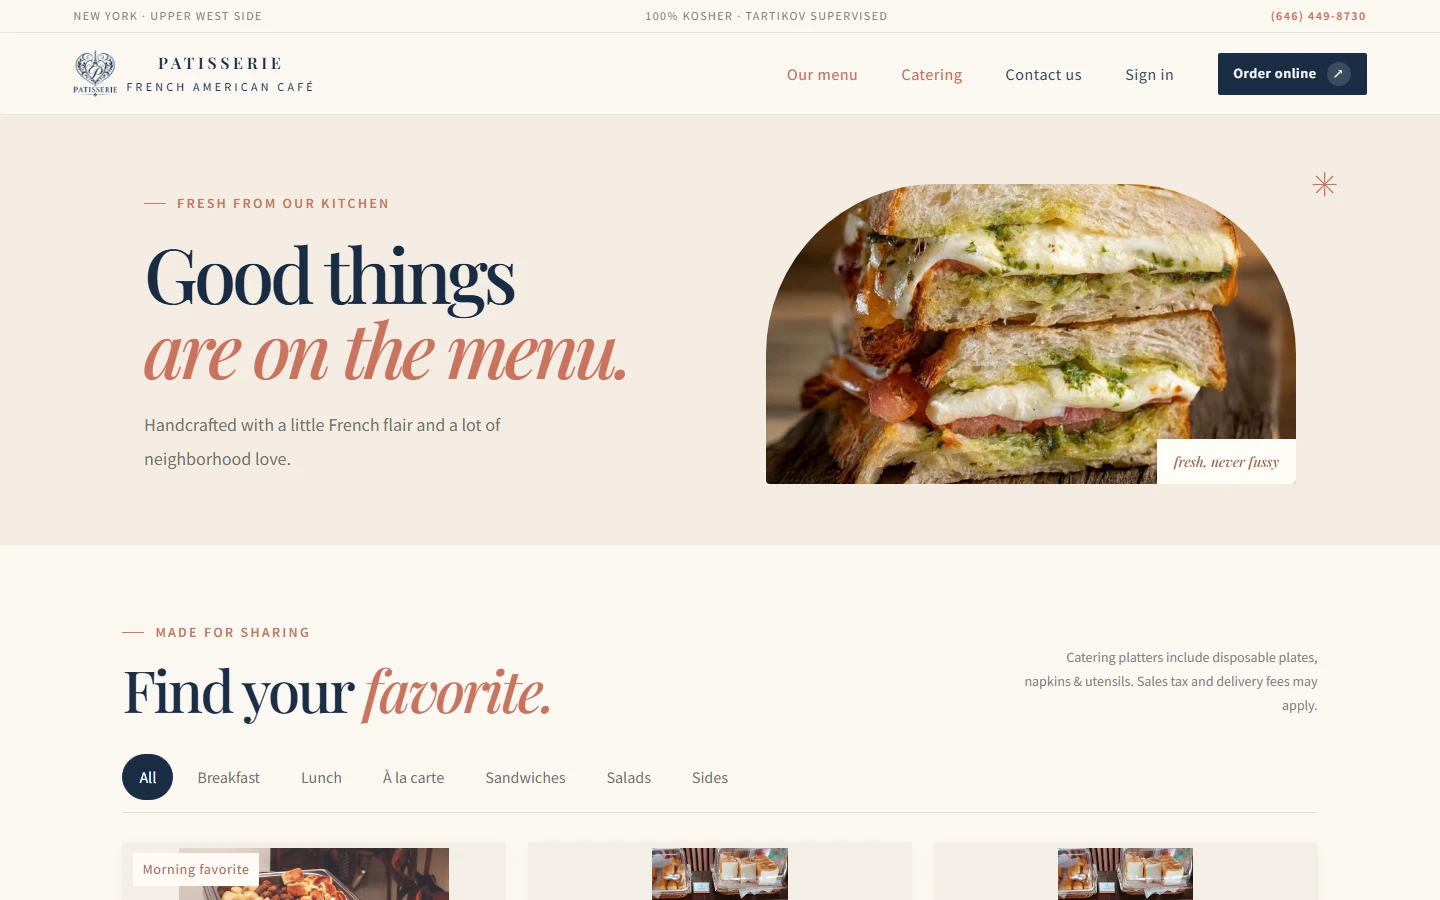 NEW YORK · UPPER WEST SIDE
100% KOSHER · TARTIKOV SUPERVISED
(646) 449-8730
PATISSERIE
PATISSERIE
FRENCH AMERICAN CAFÉ
Our menu
Catering
Contact us
Sign in
Order online ↗
FRESH FROM OUR KITCHEN
Good things
are on the menu.
Handcrafted with a little French flair and a lot of
neighborhood love.
fresh, never fussy
MADE FOR SHARING
Find your favorite.
Catering platters include disposable plates,
napkins & utensils. Sales tax and delivery fees may
apply.
All
Breakfast
Lunch
À la carte
Sandwiches
Salads
Sides
Morning favorite